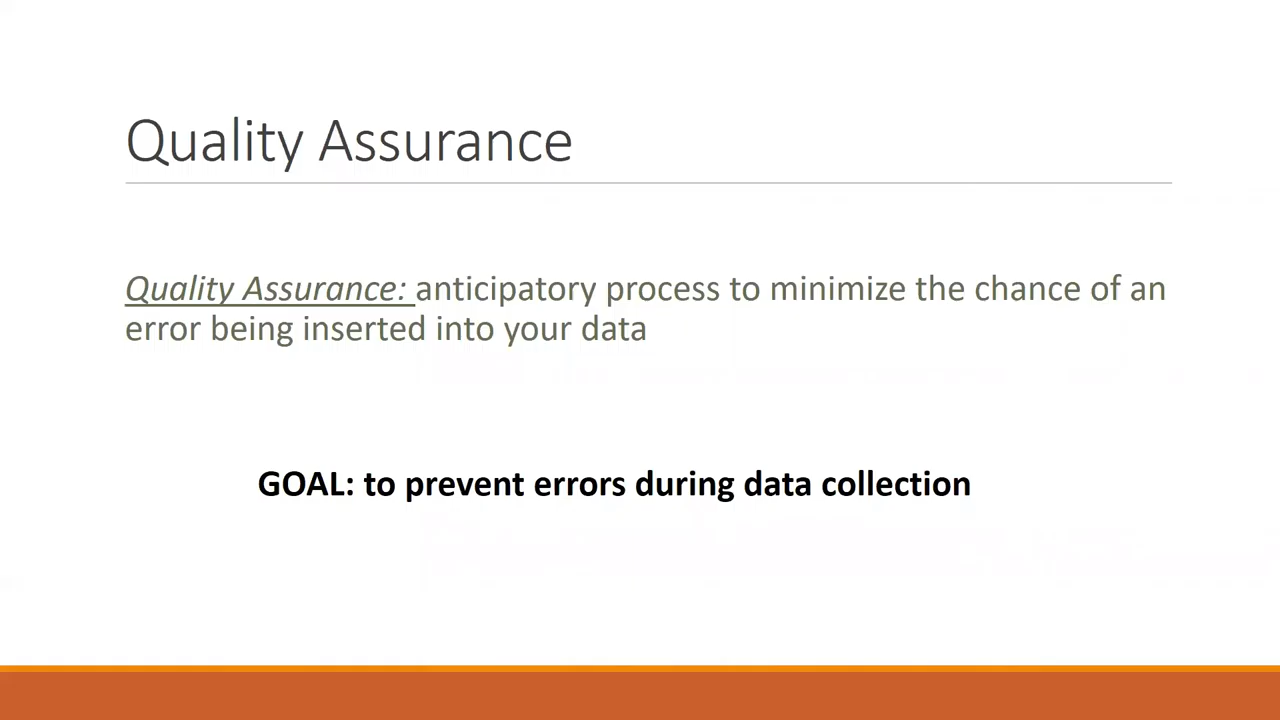 Quality Assurance
Quality Assurance: anticipatory process to minimize the chance of an
error being inserted into your data
GOAL: to prevent errors during data collection